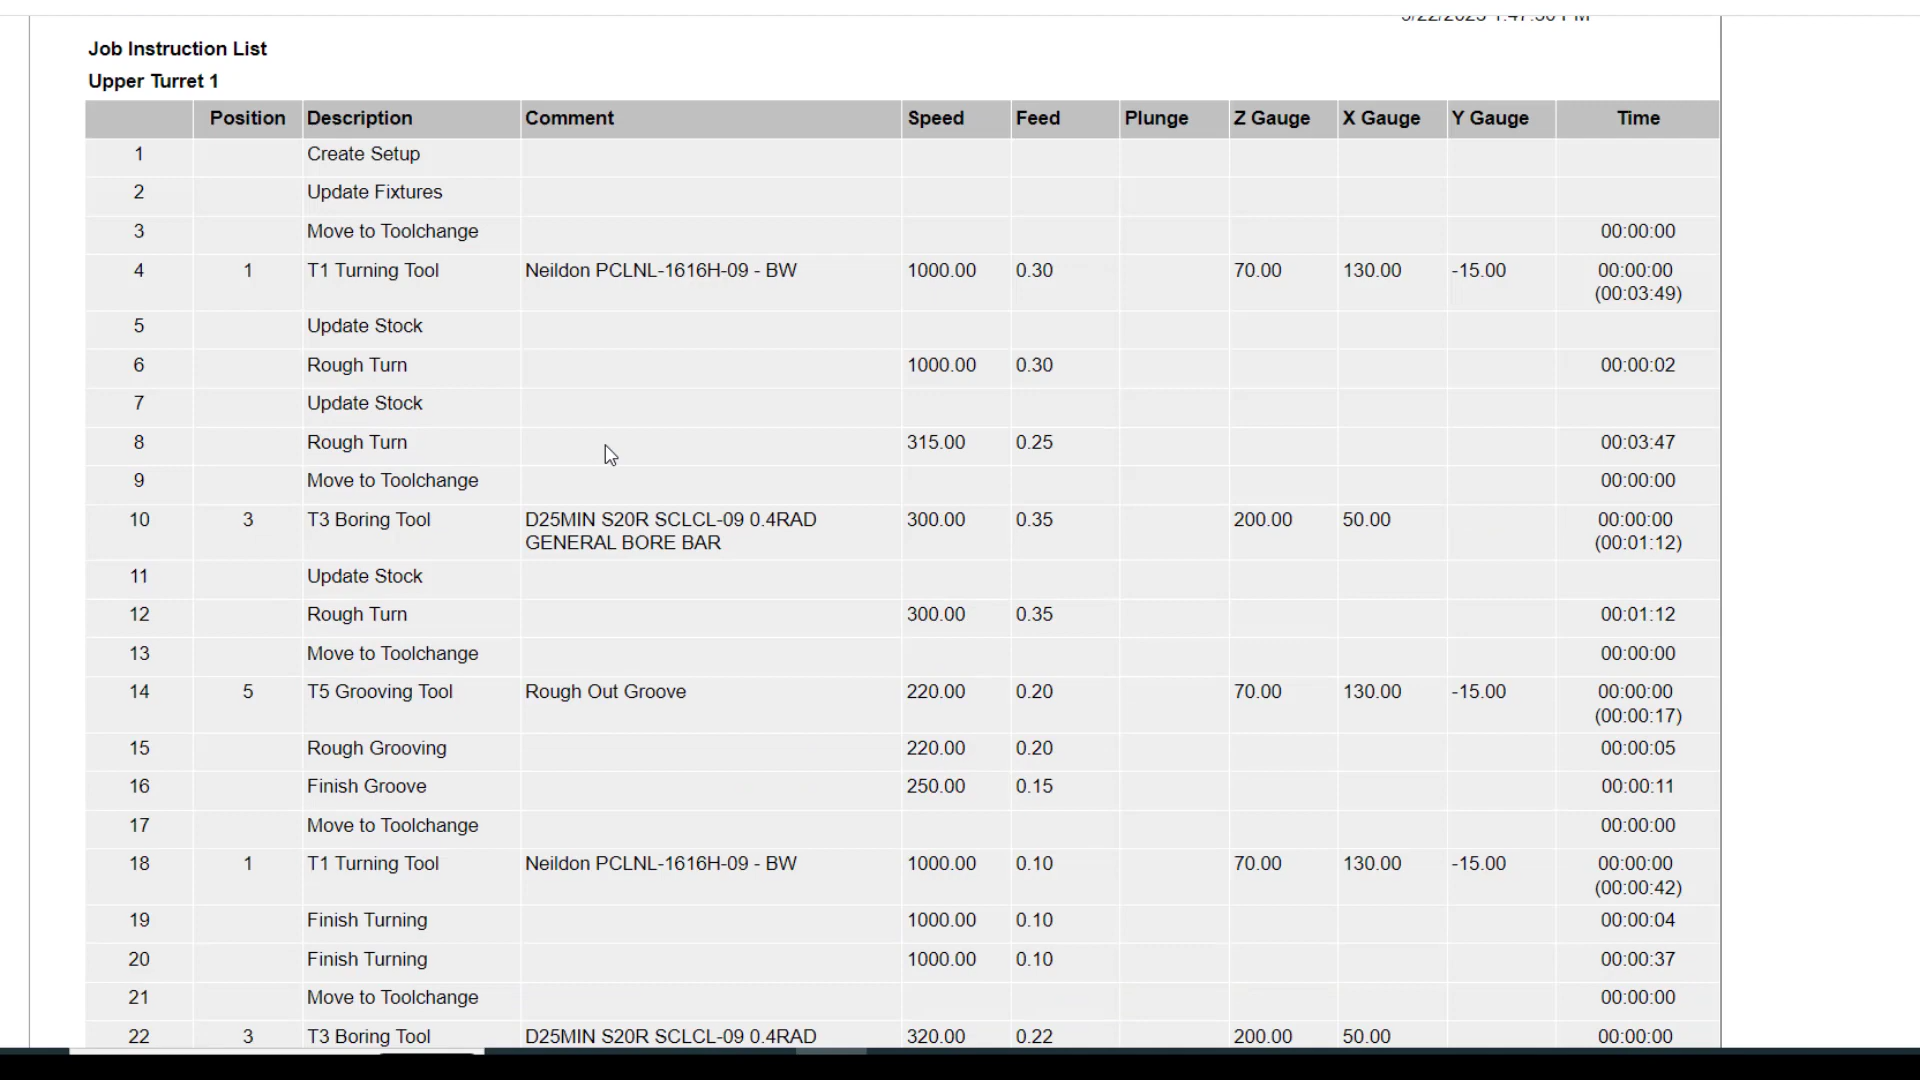 Job Instruction List
Upper Turret 1
Position Description Comment Speed Feed Plunge Z Gauge X Gauge Y Gauge Time
1 Create Setup
2 Update Fixtures
3 Move to Toolchange 00:00:00
4 1 T1 Turning Tool Neildon PCLNL-1616H-09 - BW 1000.00 0.30 70.00 130.00 -15.00 00:00:00
(00:03:49)
5 Update Stock
6 Rough Turn 1000.00 0.30 00:00:02
7 Update Stock
8 Rough Turn 315.00 0.25 00:03:47
9 Move to Toolchange 00:00:00
10 3 T3 Boring Tool D25MIN S20R SCLCL-09 0.4RAD 300.00 0.35 200.00 50.00 00:00:00
GENERAL BORE BAR (00:01:12)
11 Update Stock
12 Rough Turn 300.00 0.35 00:01:12
13 Move to Toolchange 00:00:00
14 5 T5 Grooving Tool Rough Out Groove 220.00 0.20 70.00 130.00 -15.00 00:00:00
(00:00:17)
15 Rough Grooving 220.00 0.20 00:00:05
16 Finish Groove 250.00 0.15 00:00:11
17 Move to Toolchange 00:00:00
18 1 T1 Turning Tool Neildon PCLNL-1616H-09 - BW 1000.00 0.10 70.00 130.00 -15.00 00:00:00
(00:00:42)
19 Finish Turning 1000.00 0.10 00:00:04
20 Finish Turning 1000.00 0.10 00:00:37
21 Move to Toolchange 00:00:00
22 3 T3 Boring Tool D25MIN S20R SCLCL-09 0.4RAD 320.00 0.22 200.00 50.00 00:00:00